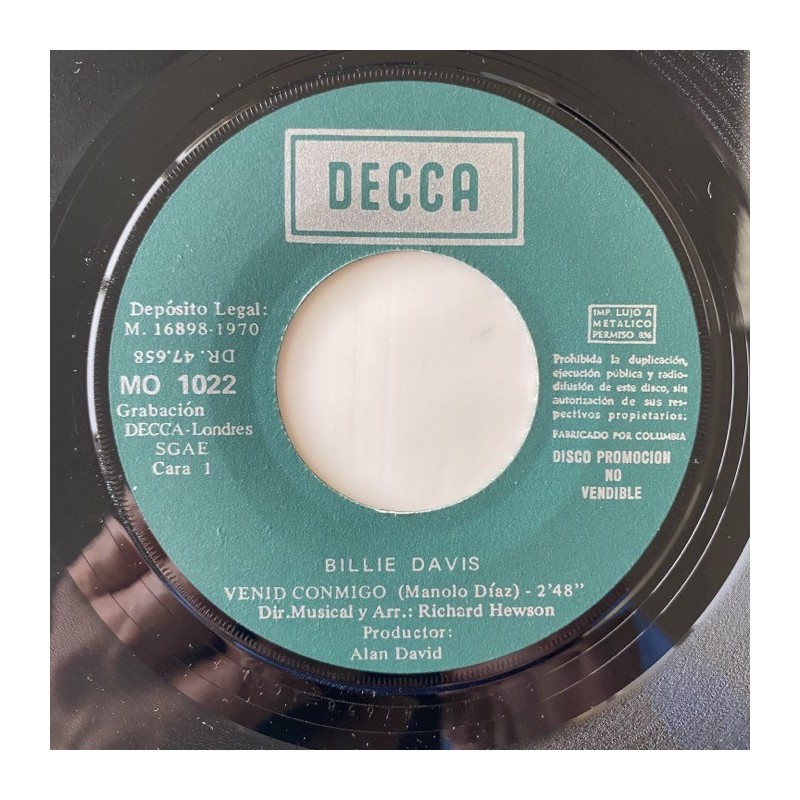 DECCA
Depósito Legal:
M. 16898-1970
DR. 47.658
MO 1022
Grabación
DECCA-Londres
SGAE
Cara 1
IMP. LUJO A
METALICO
PERMISO 896
Prohibida la duplicación,
ejecución pública y radio-
difusión de este disco, sin
autorización de sus res-
pectivos propietarios:
FABRICADO POR COLUMBIA
DISCO PROMOCION
NO
VENDIBLE
BILLIE DAVIS
VENID CONMIGO (Manolo Díaz) - 2'48"
Dir.Musical y Arr.: Richard Hewson
Productor:
Alan David